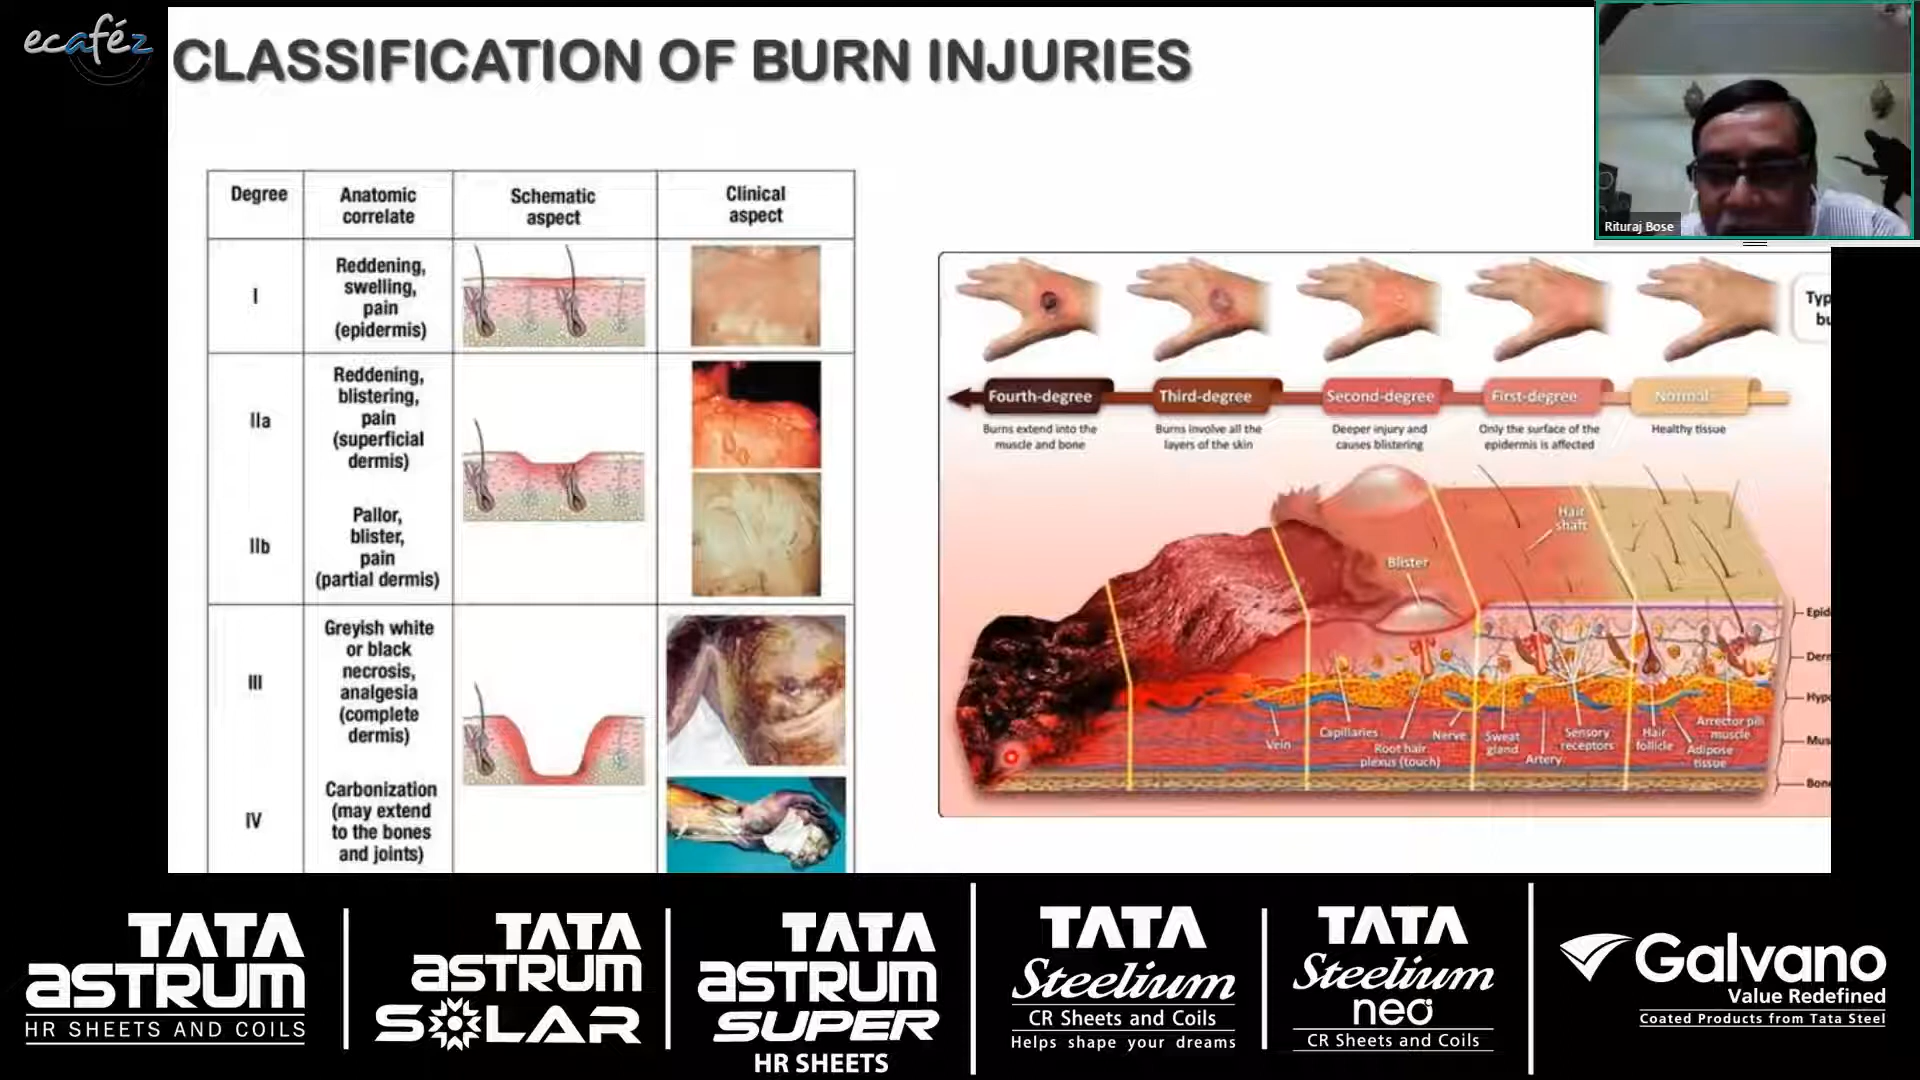 ecaféz
CLASSIFICATION OF BURN INJURIES
Rituraj Bose
Degree
Anatomic
correlate
Schematic
aspect
Clinical
aspect
I
Reddening,
swelling,
pain
(epidermis)
IIa
Reddening,
blistering,
pain
(superficial
dermis)
IIb
Pallor,
blister,
pain
(partial dermis)
III
Greyish white
or black
necrosis,
analgesia
(complete
dermis)
IV
Carbonization
(may extend
to the bones
and joints)
Fourth-degree
Burns extend into the
muscle and bone
Third-degree
Burns involve all the
layers of the skin
Second-degree
Deeper injury and
causes blistering
First-degree
Only the surface of the
epidermis is affected
Normal
Healthy tissue
Typ
bu
Hair
shaft
Blister
Epid
Derm
Hypo
Mus
Bone
Vein
Capillaries
Root hair
plexus (touch)
Nerve
Sweat
gland
Artery
Sensory
receptors
Hair
follicle
Arrector pili
muscle
Adipose
tissue
TATA
ASTRUM
HR SHEETS AND COILS
TATA
ASTRUM
SOLAR
TATA
ASTRUM
SUPER
HR SHEETS
TATA
Steelium
CR Sheets and Coils
Helps shape your dreams
TATA
Steelium
neo
CR Sheets and Coils
Galvano
Value Redefined
Coated Products from Tata Steel